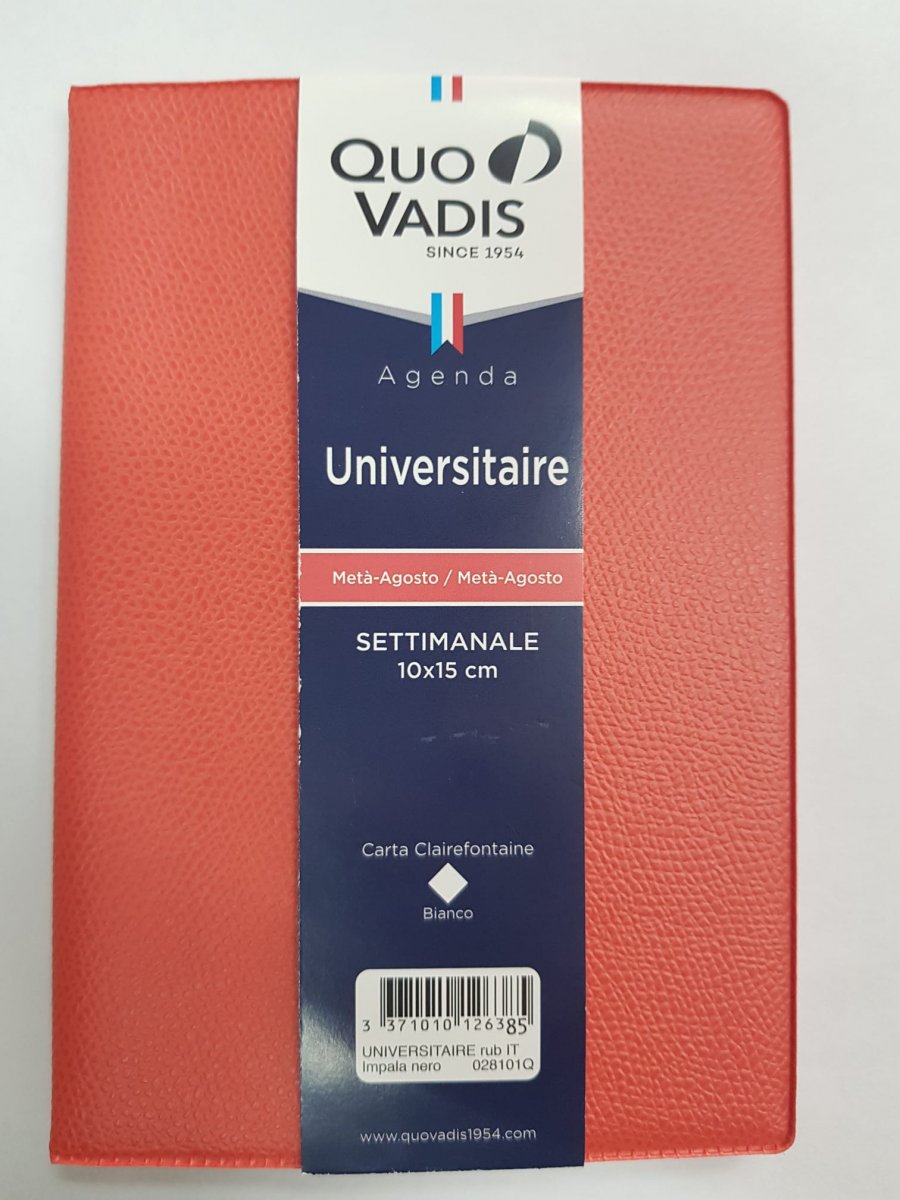 QUO
VADIS
SINCE 1954
Agenda
Universitaire
Metà-Agosto / Metà-Agosto
SETTIMANALE
10x15 cm
Carta Clairefontaine
Bianco
3 371010 126385
UNIVERSITAIRE rub IT
Impala nero 028101Q
www.quovadis1954.com